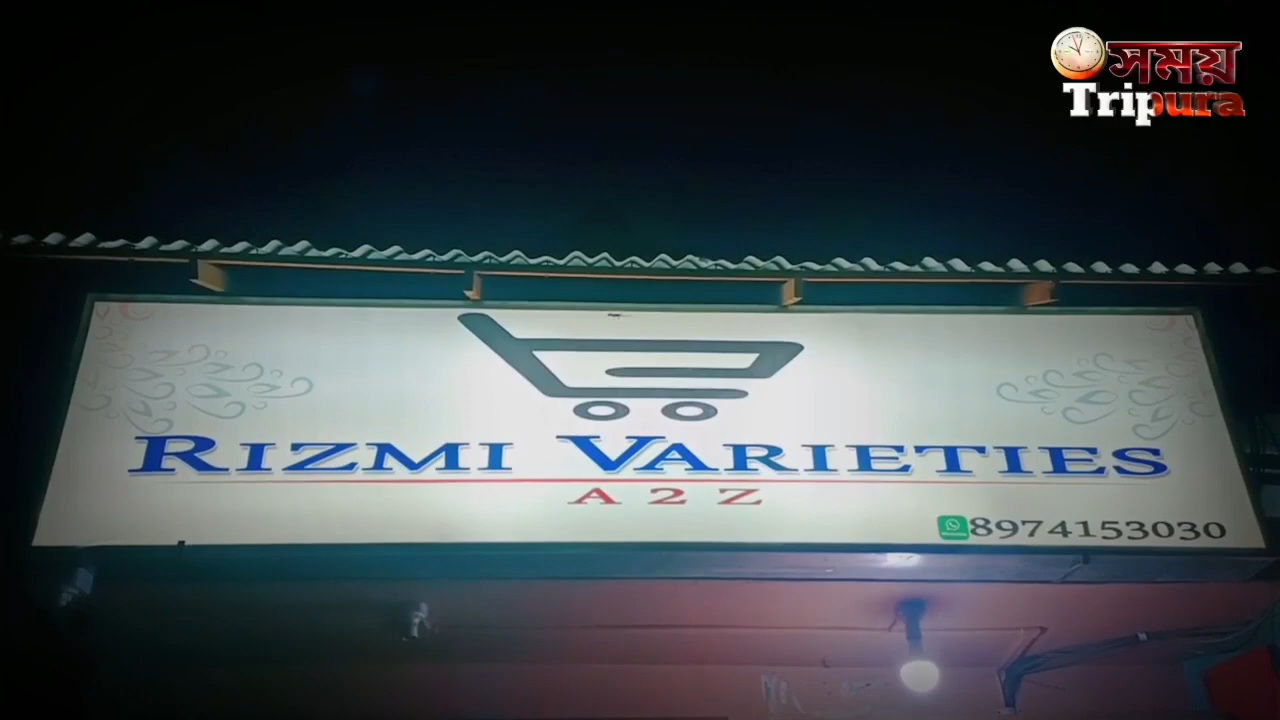 সময়
Tripura
RIZMI VARIETIES
A 2 Z
8974153030